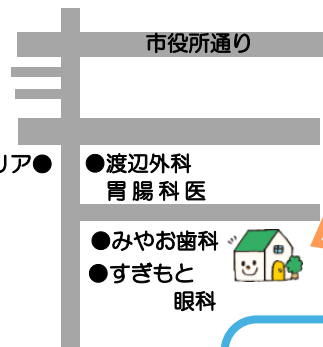 市役所通り
リア●
●渡辺外科
胃腸科医
●みやお歯科
●すぎもと
眼科